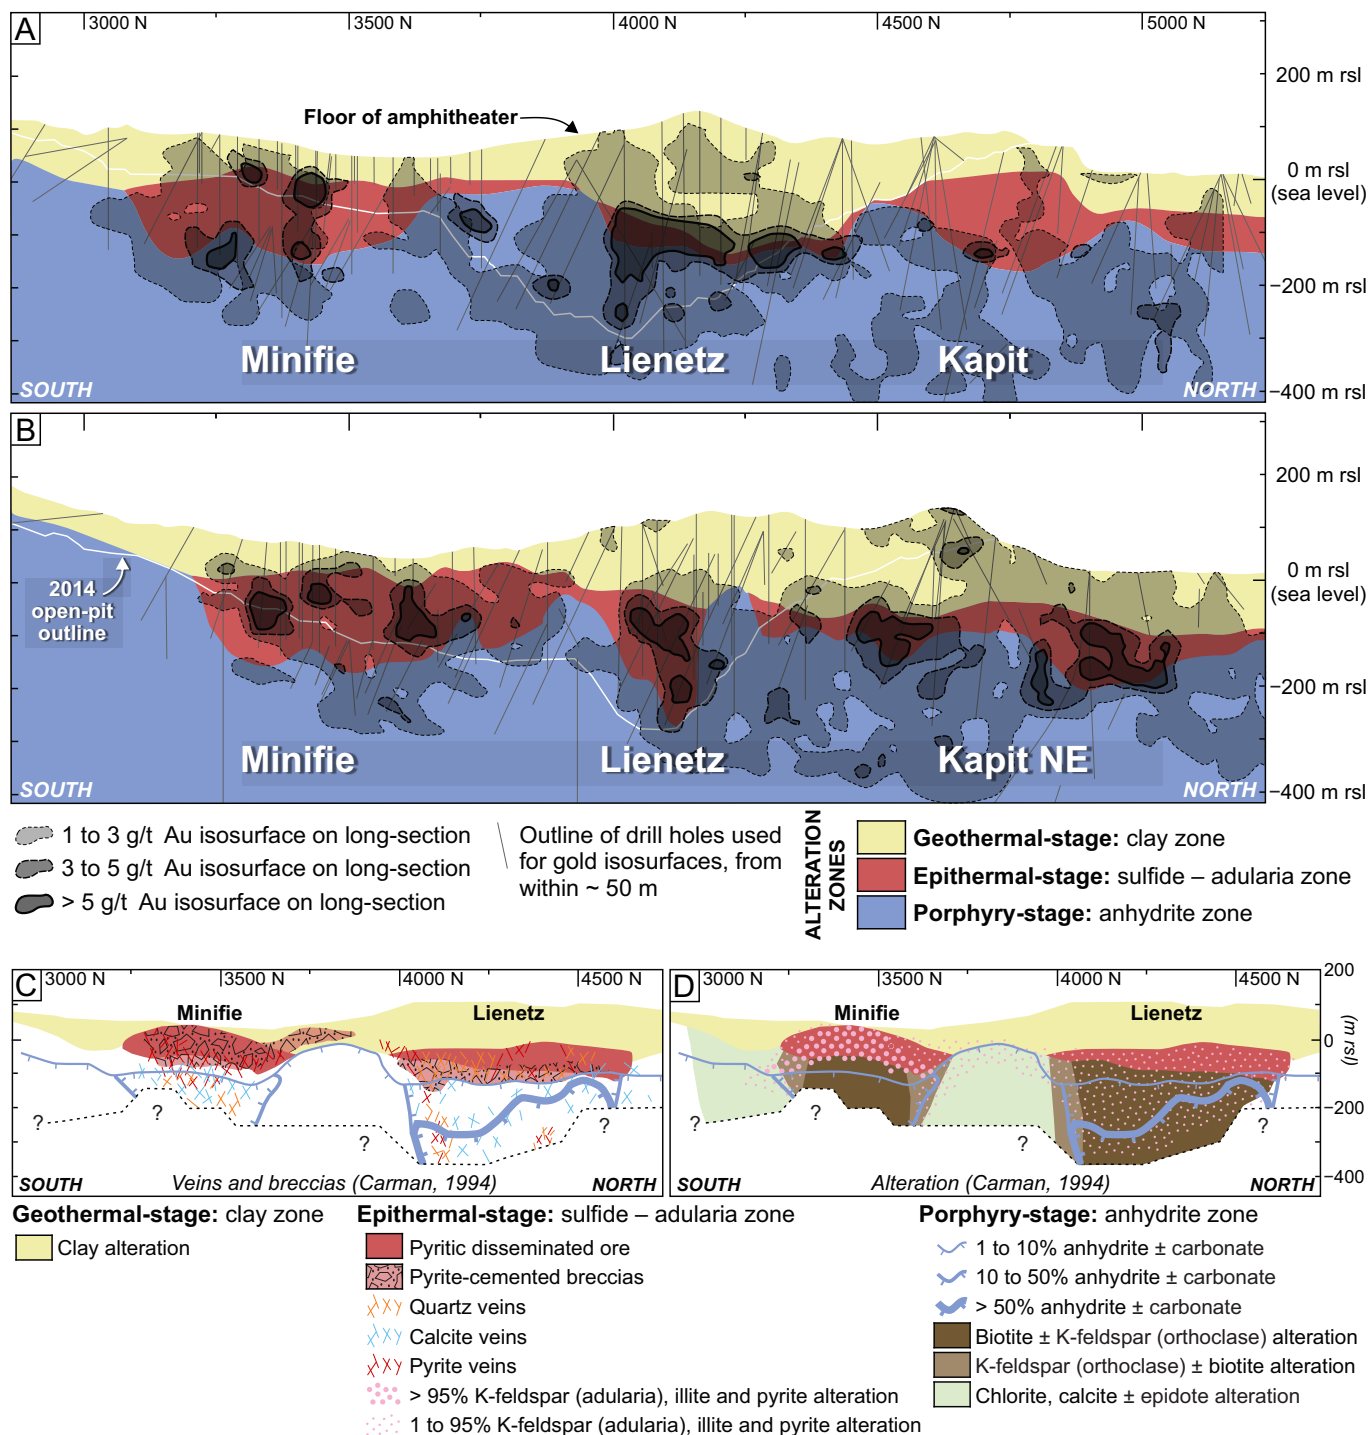 A
3000 N
3500 N
4000 N
4500 N
5000 N
200 m rsl
0 m rsl
(sea level)
−200 m rsl
−400 m rsl
Floor of amphitheater
Minifie
Lienetz
Kapit
SOUTH
NORTH
B
200 m rsl
0 m rsl
(sea level)
−200 m rsl
−400 m rsl
2014
open-pit
outline
Minifie
Lienetz
Kapit NE
SOUTH
NORTH
1 to 3 g/t Au isosurface on long-section
3 to 5 g/t Au isosurface on long-section
> 5 g/t Au isosurface on long-section
Outline of drill holes used
for gold isosurfaces, from
within ~ 50 m
ALTERATION
ZONES
Geothermal-stage: clay zone
Epithermal-stage: sulfide – adularia zone
Porphyry-stage: anhydrite zone
C
3000 N
3500 N
4000 N
4500 N
Minifie
Lienetz
?
?
?
?
SOUTH
Veins and breccias (Carman, 1994)
NORTH
D
3000 N
3500 N
4000 N
4500 N
200
0
−200
−400
(m rsl)
Minifie
Lienetz
?
?
?
?
SOUTH
Alteration (Carman, 1994)
NORTH
Geothermal-stage: clay zone
Clay alteration
Epithermal-stage: sulfide – adularia zone
Pyritic disseminated ore
Pyrite-cemented breccias
Quartz veins
Calcite veins
Pyrite veins
> 95% K-feldspar (adularia), illite and pyrite alteration
1 to 95% K-feldspar (adularia), illite and pyrite alteration
Porphyry-stage: anhydrite zone
1 to 10% anhydrite ± carbonate
10 to 50% anhydrite ± carbonate
> 50% anhydrite ± carbonate
Biotite ± K-feldspar (orthoclase) alteration
K-feldspar (orthoclase) ± biotite alteration
Chlorite, calcite ± epidote alteration